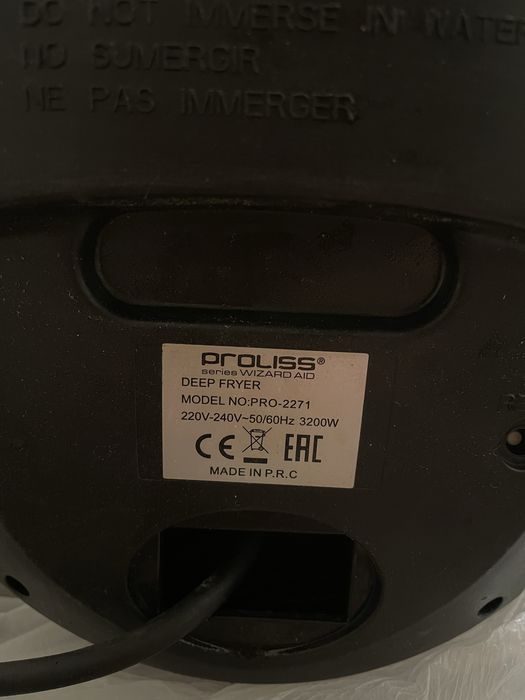 DO NOT IMMERSE IN WATER
NO SUMERGIR
NE PAS IMMERGER
PROLISS®
series WIZARD AID
DEEP FRYER
MODEL NO:PRO-2271
220V-240V~50/60Hz 3200W
CE EAC
MADE IN P.R.C